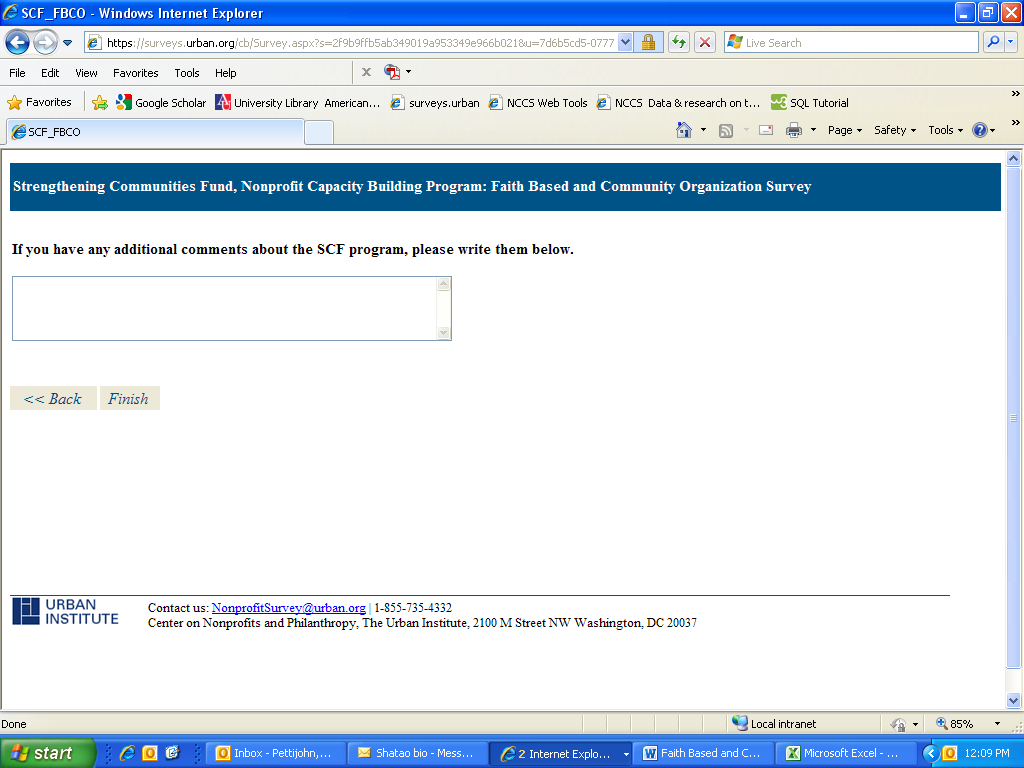 SCF_FBCO - Windows Internet Explorer
https://surveys.urban.org/cb/Survey.aspx?s=2f9b9ffb5ab349019a953349e966b021&u=7d6b5cd5-0777
Live Search
File Edit View Favorites Tools Help
Favorites Google Scholar University Library American... surveys.urban NCCS Web Tools NCCS Data & research on t... SQL Tutorial
SCF_FBCO
Page Safety Tools
Strengthening Communities Fund, Nonprofit Capacity Building Program: Faith Based and Community Organization Survey
If you have any additional comments about the SCF program, please write them below.
<< Back Finish
URBAN
INSTITUTE
Contact us: NonprofitSurvey@urban.org | 1-855-735-4332
Center on Nonprofits and Philanthropy, The Urban Institute, 2100 M Street NW Washington, DC 20037
Done Local intranet 85%
start Inbox - Pettijohn,... Shatao bio - Mess... 2 Internet Explo... Faith Based and C... Microsoft Excel - ... 12:09 PM